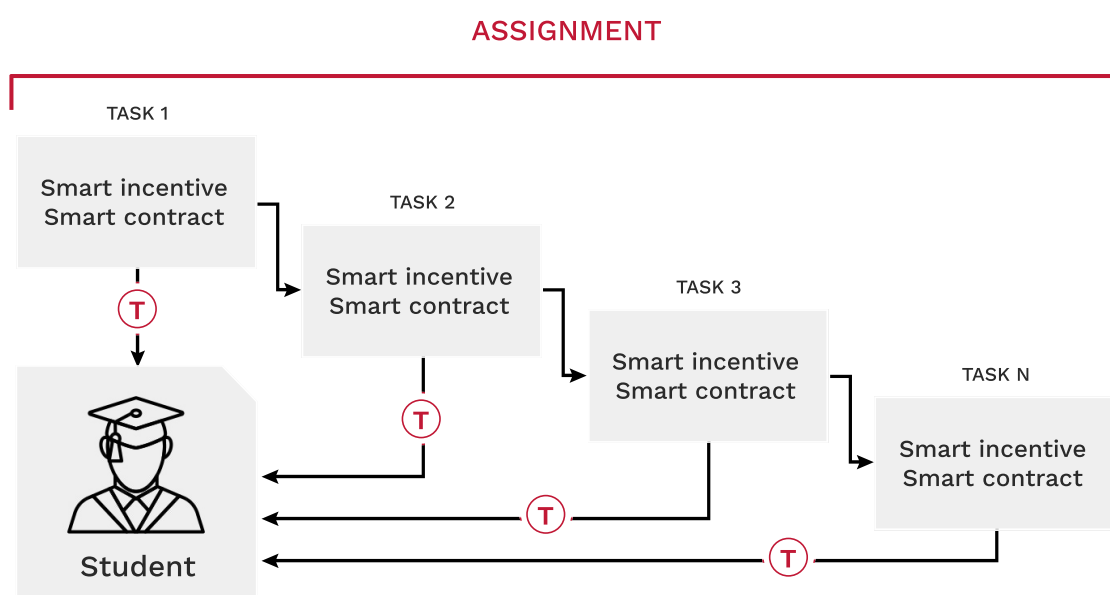 ASSIGNMENT
TASK 1
Smart incentive
Smart contract
TASK 2
Smart incentive
Smart contract
TASK 3
Smart incentive
Smart contract
TASK N
Smart incentive
Smart contract
T
T
T
T
Student